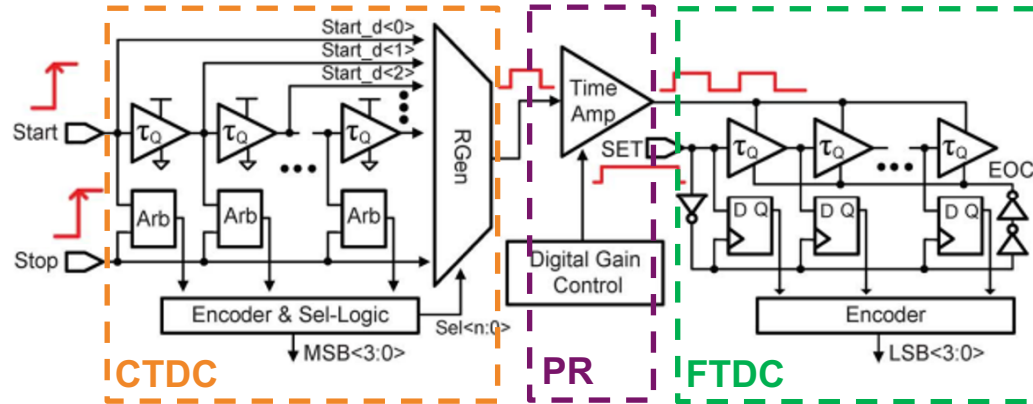 Start_d<0>
Start_d<1>
Start_d<2>
Start
τQ
τQ
τQ
RGen
Time
Amp
SET
τQ
τQ
τQ
EOC
Arb
Arb
Arb
D Q
D Q
D Q
Stop
Digital Gain
Control
Encoder & Sel-Logic
Sel<n:0>
Encoder
MSB<3:0>
LSB<3:0>
CTDC
PR
FTDC